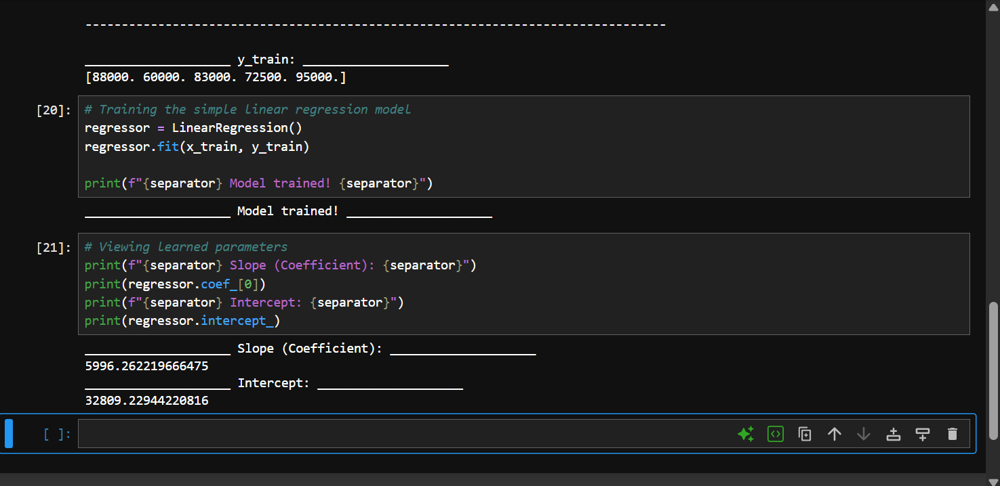 --------------------------------------------------------------------------------
____________________ y_train: ____________________
[88000. 60000. 83000. 72500. 95000.]
[20]:
# Training the simple linear regression model
regressor = LinearRegression()
regressor.fit(x_train, y_train)
print(f"{separator} Model trained! {separator}")
____________________ Model trained! ____________________
[21]:
# Viewing learned parameters
print(f"{separator} Slope (Coefficient): {separator}")
print(regressor.coef_[0])
print(f"{separator} Intercept: {separator}")
print(regressor.intercept_)
____________________ Slope (Coefficient): ____________________
5996.262219666475
____________________ Intercept: ____________________
32809.22944220816
[ ]: